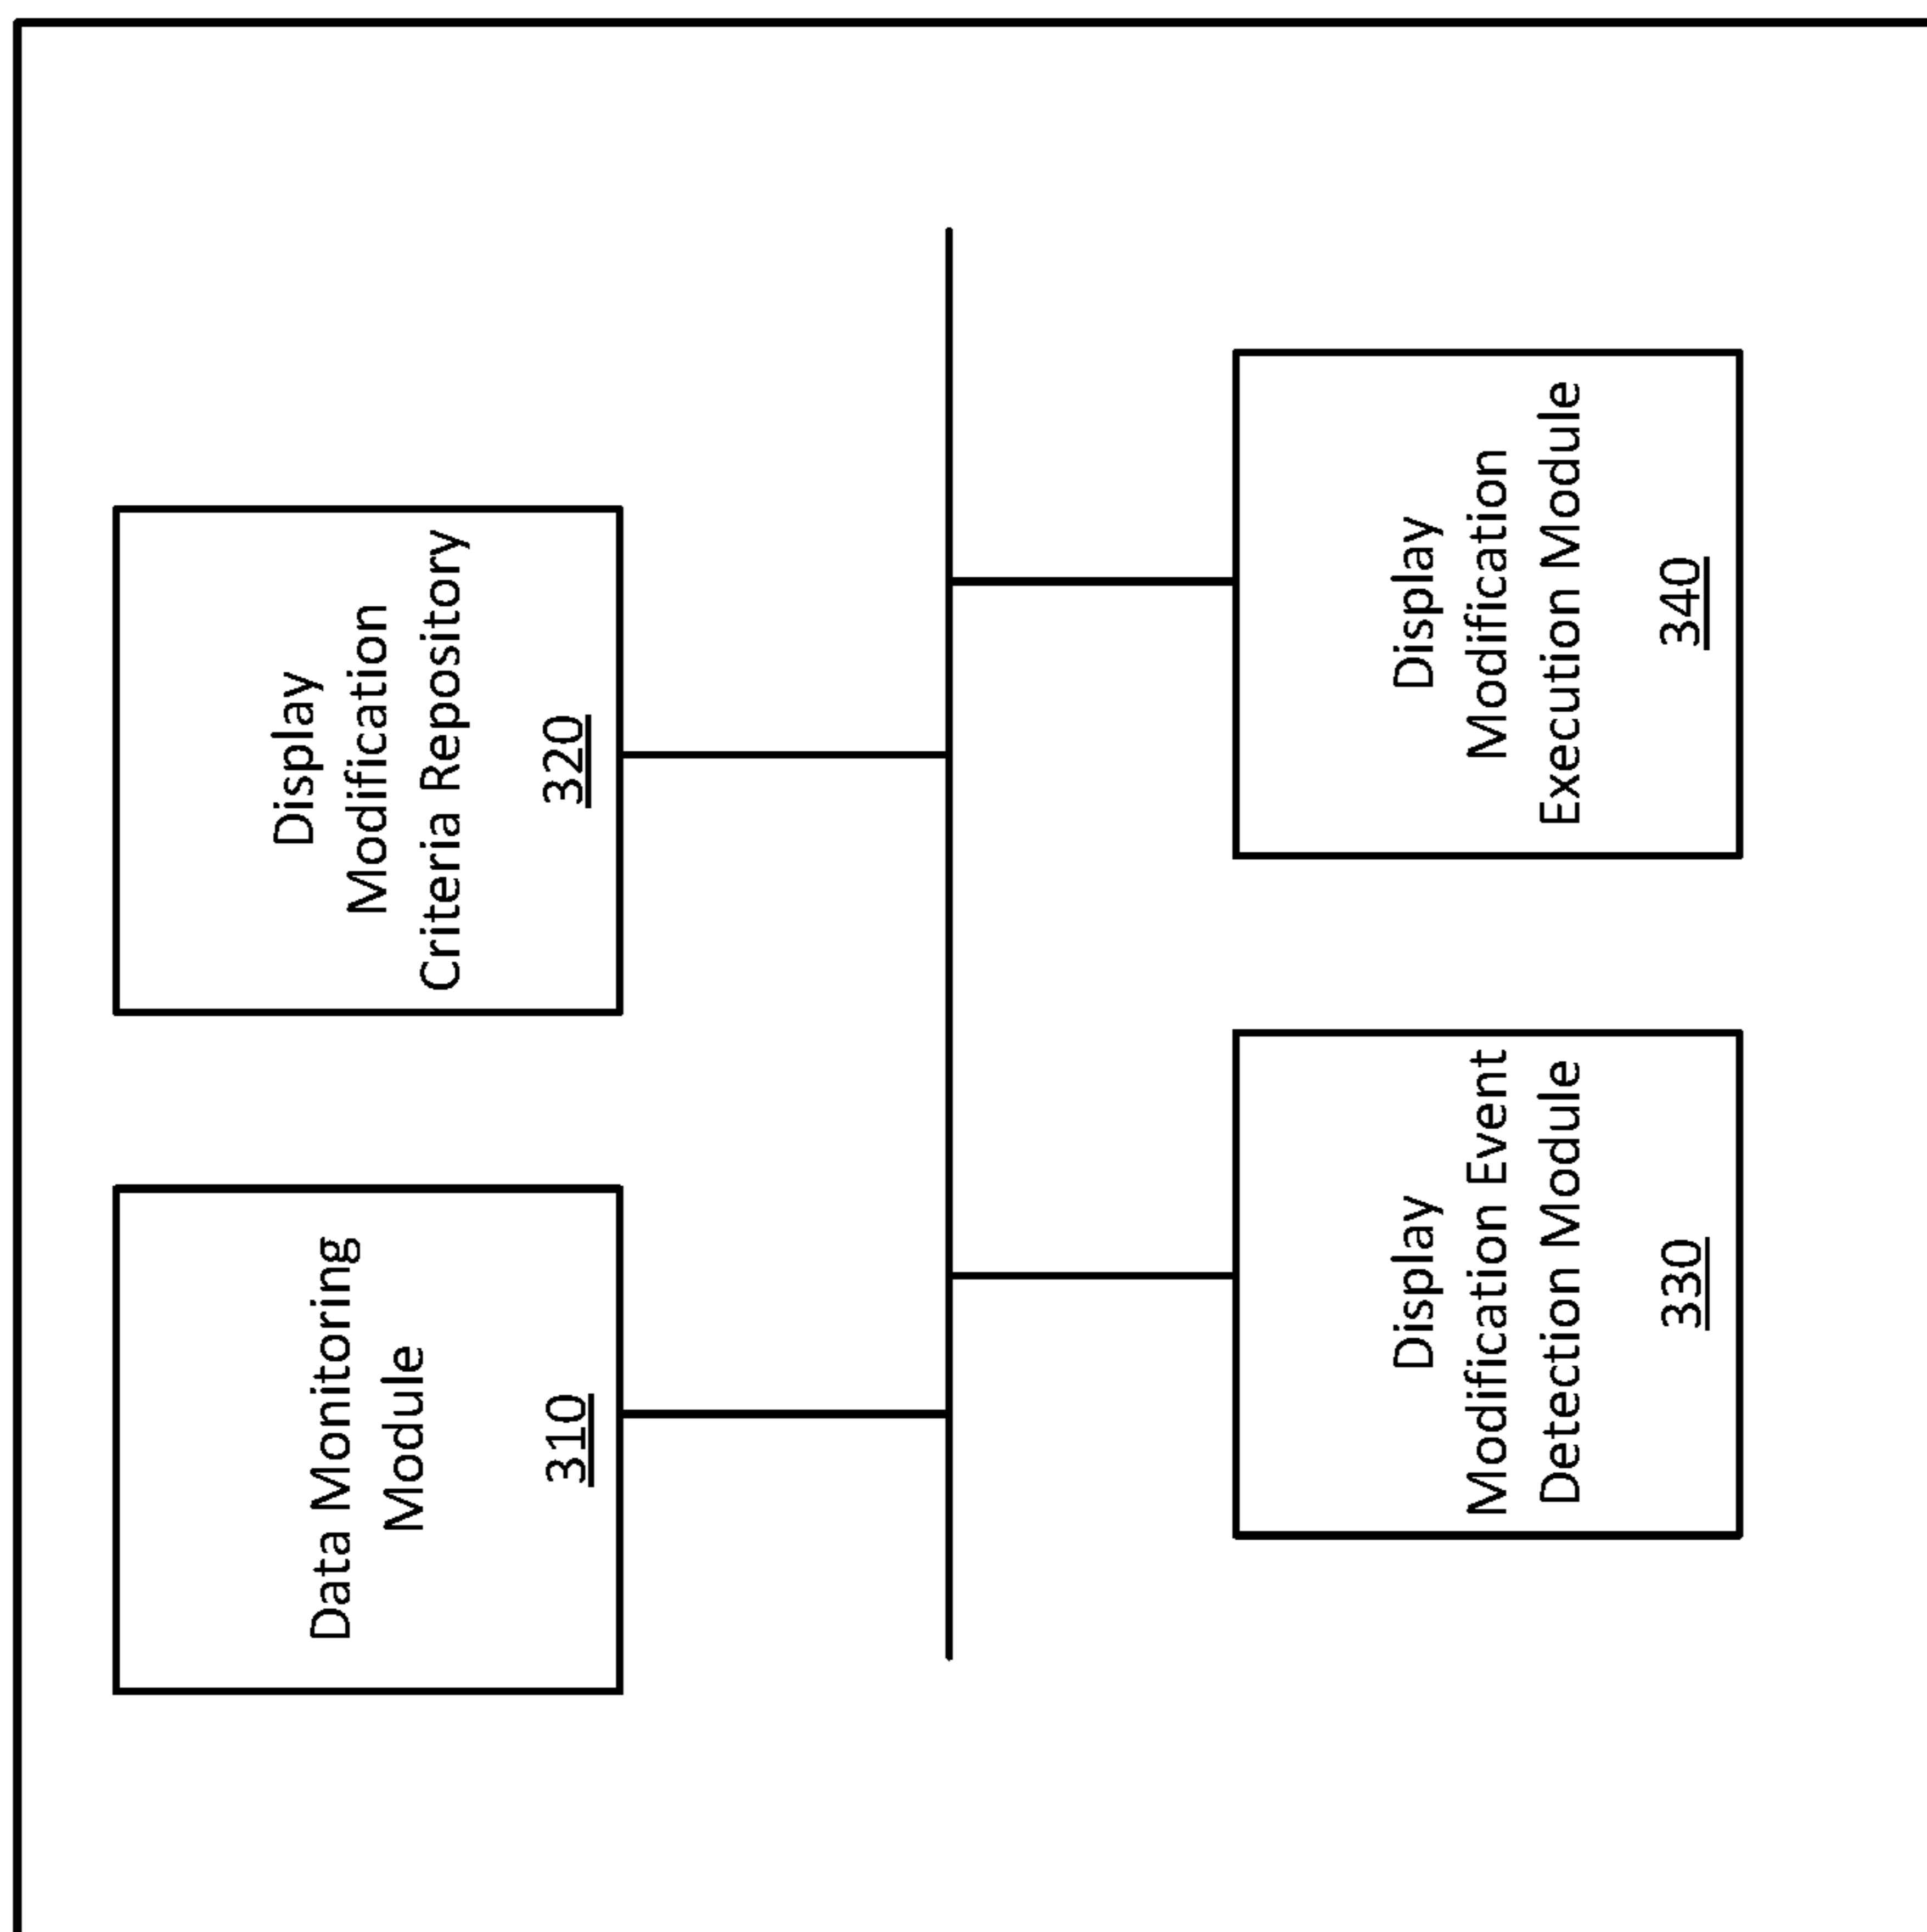 Data Monitoring
Module
310
Display
Modification
Criteria Repository
320
Display
Modification Event
Detection Module
330
Display
Modification
Execution Module
340